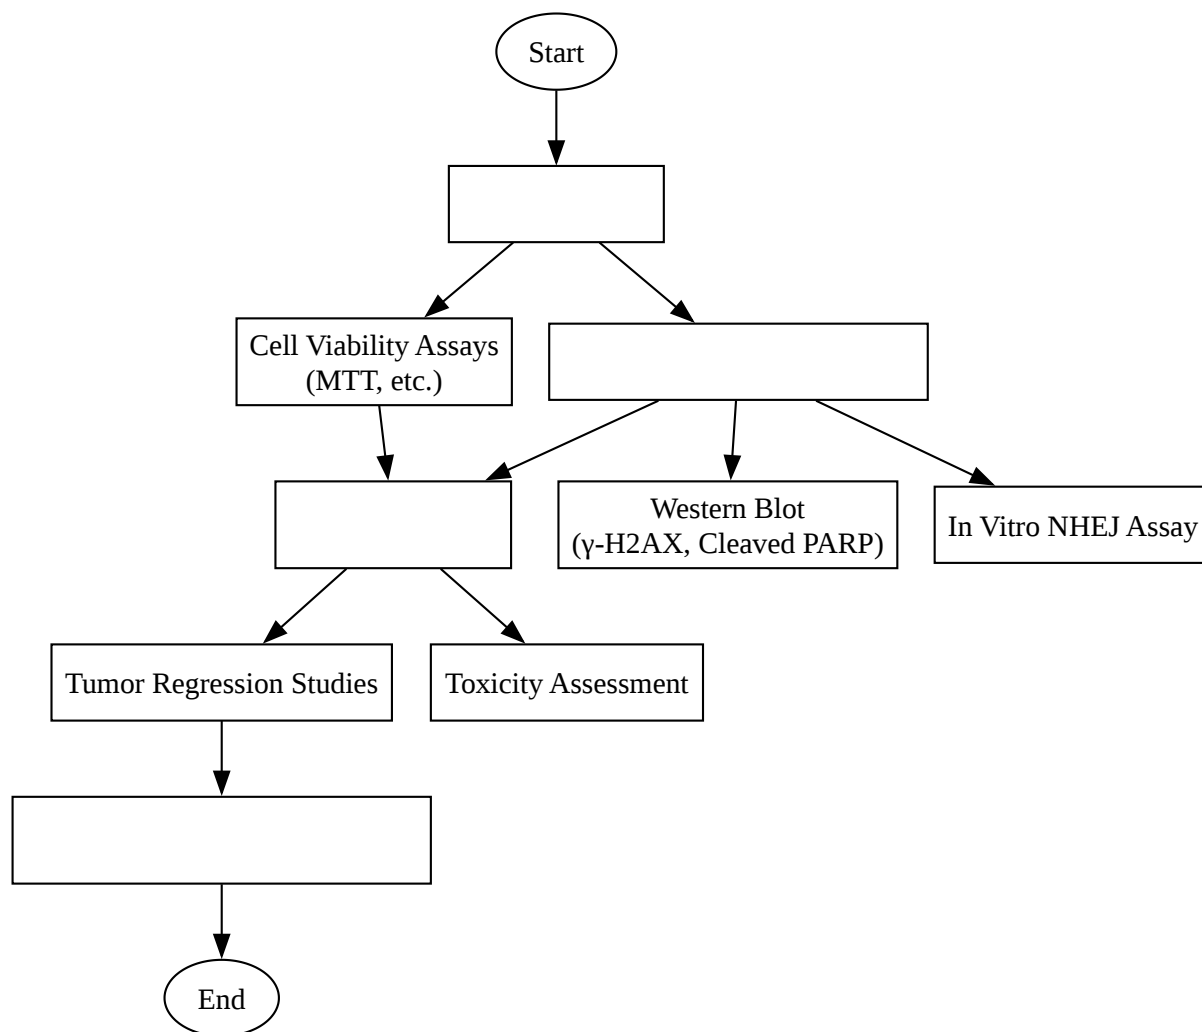 Start
Cell Viability Assays
(MTT, etc.)
Western Blot
(γ-H2AX, Cleaved PARP)
In Vitro NHEJ Assay
Tumor Regression Studies
Toxicity Assessment
End